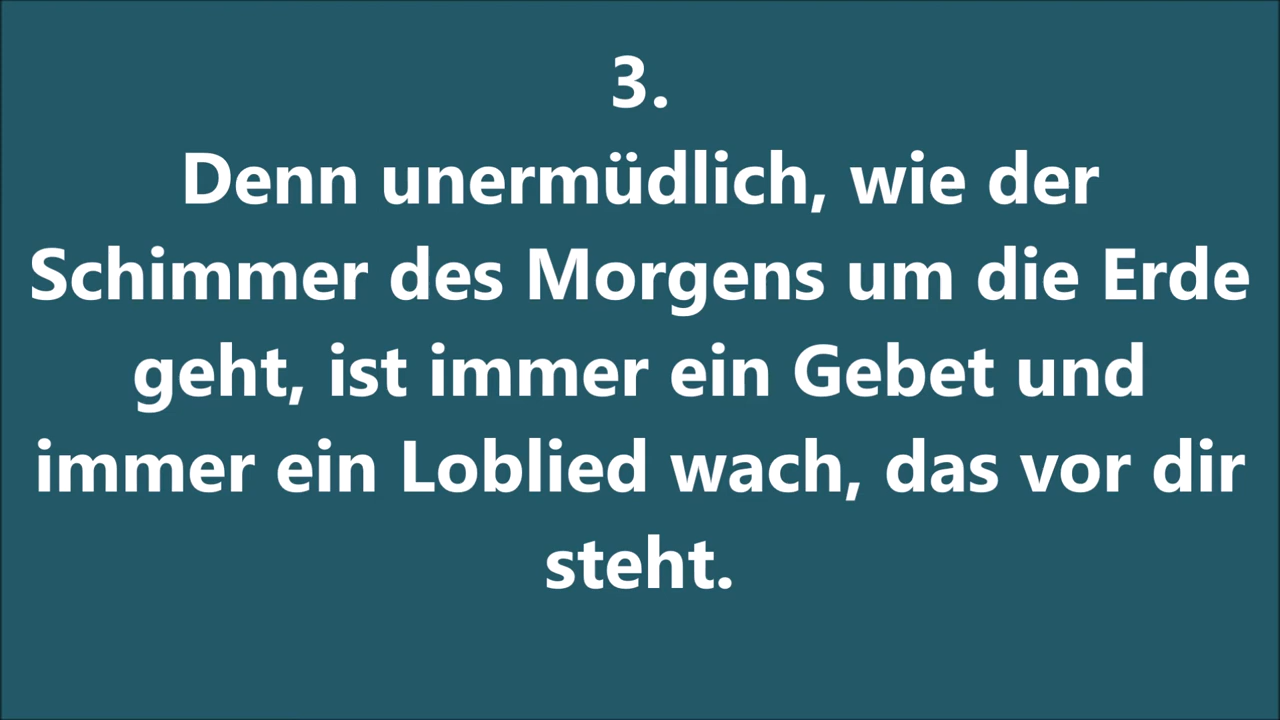 3.
Denn unermüdlich, wie der
Schimmer des Morgens um die Erde
geht, ist immer ein Gebet und
immer ein Loblied wach, das vor dir
steht.